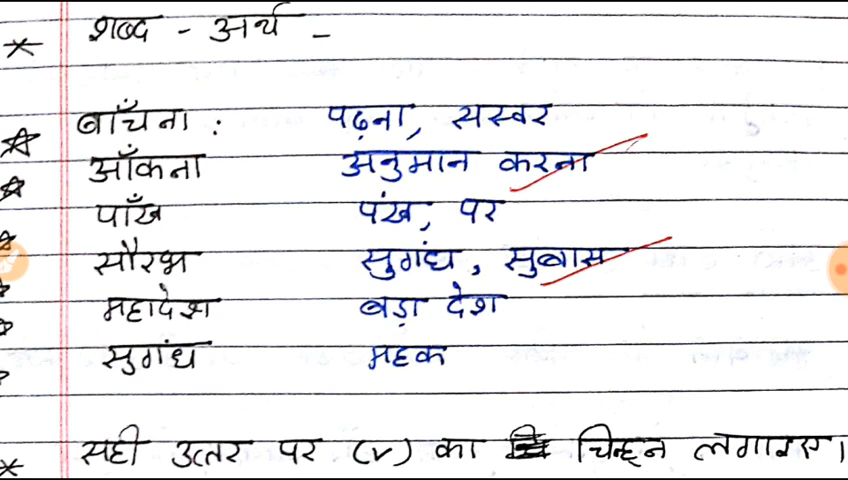 शब्द - अर्थ -
बाँचना : पढ़ना, सस्वर
आँकना अनुमान करना
पाँख पंख, पर
सौरभ सुगंध, सुबास
महादेश बड़ा देश
सुगंध महक
सही उत्तर पर (✓) का चिह्न लगाइए।